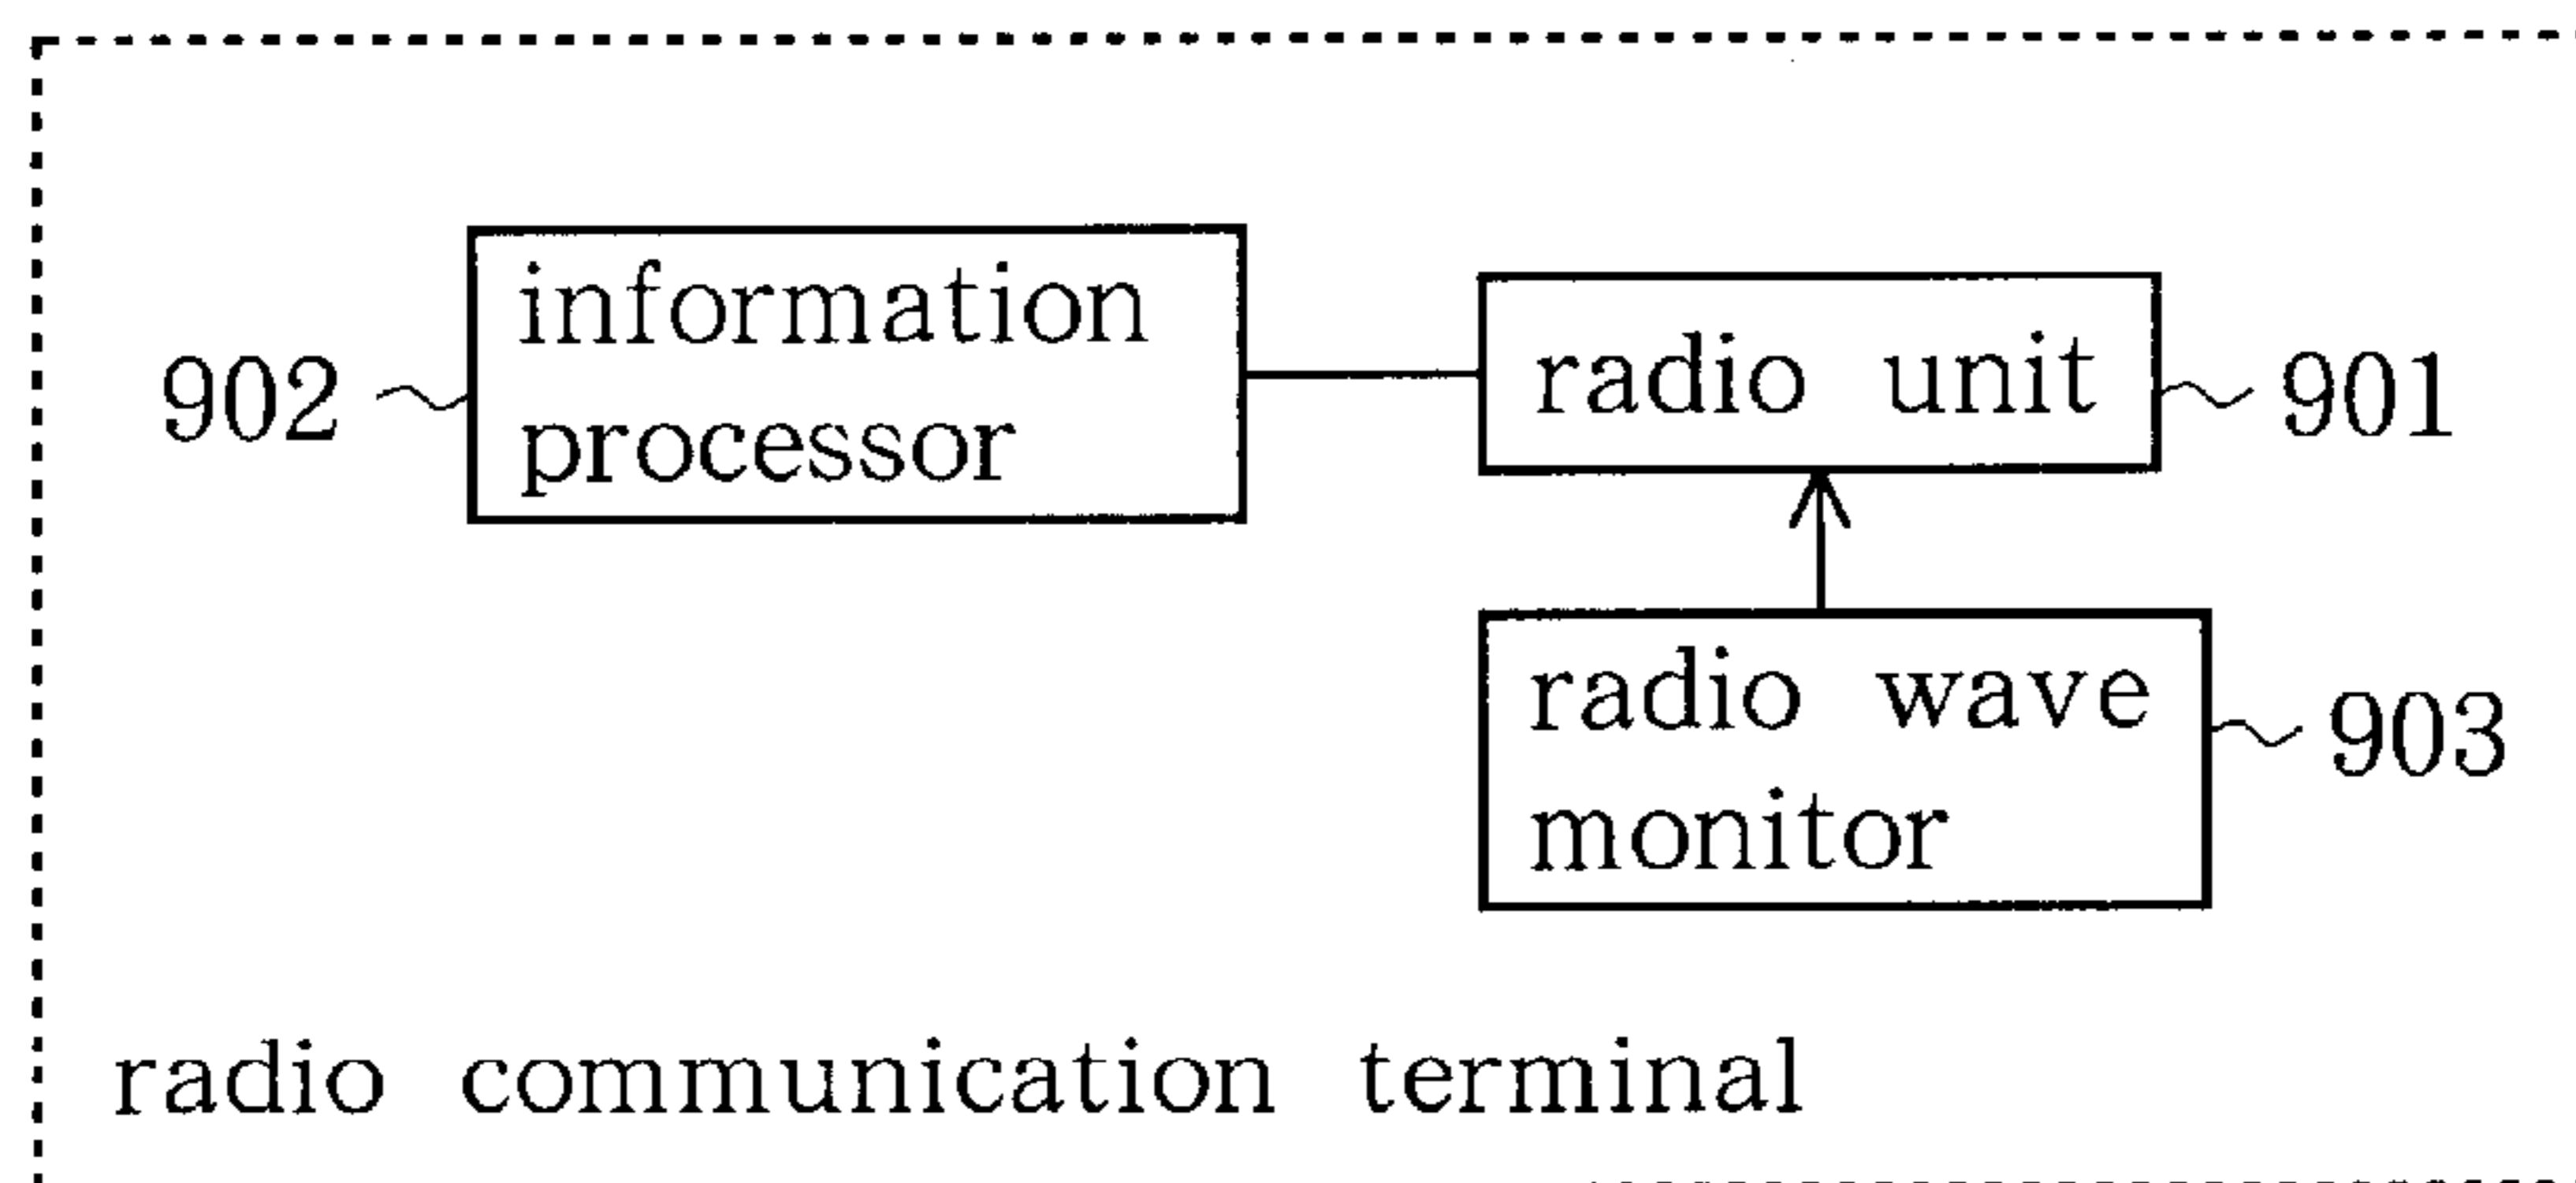 information
processor
902
radio unit
901
radio wave
monitor
903
radio communication terminal